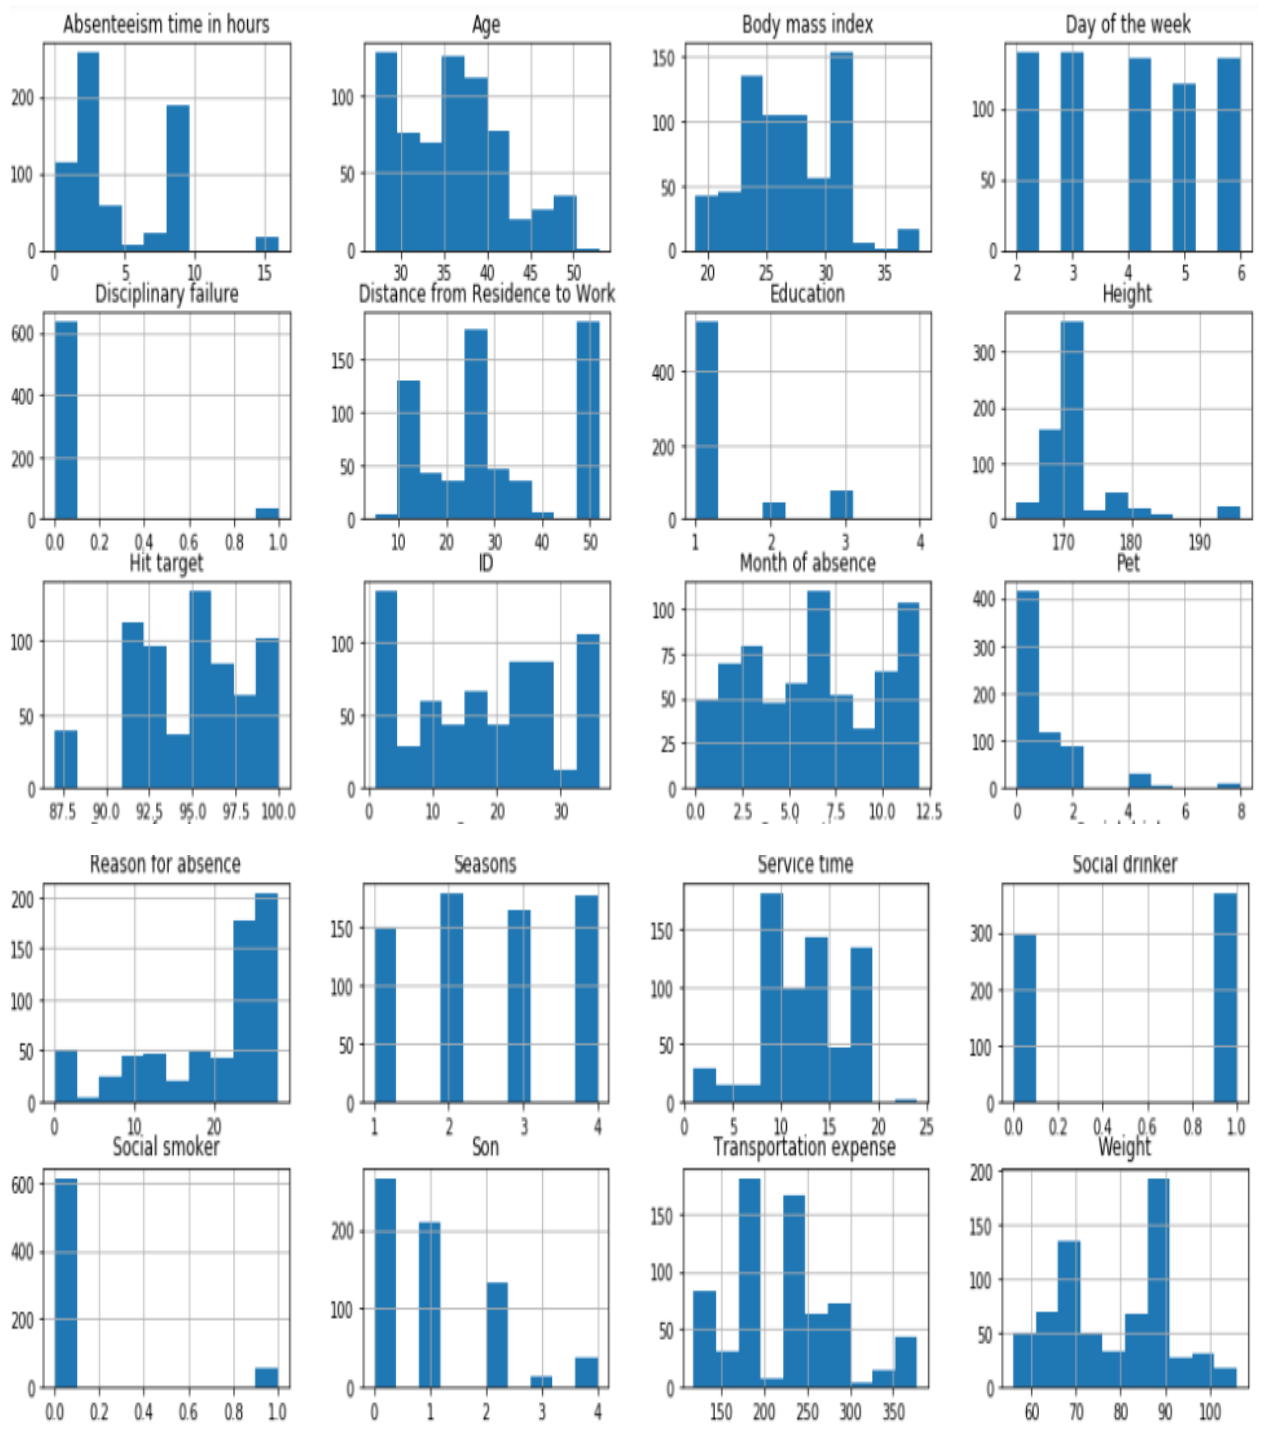 Absenteeism time in hours
Age
Body mass index
Day of the week
200
100
0
0 5 10 15
100
50
0
30 35 40 45 50
150
100
50
0
20 25 30 35
100
50
0
2 3 4 5 6
Disciplinary failure
Distance from Residence to Work
Education
Height
600
400
200
0
0.0 0.2 0.4 0.6 0.8 1.0
150
100
50
0
10 20 30 40 50
400
200
0
1 2 3 4
300
200
100
0
170 180 190
Hit target
ID
Month of absence
Pet
100
50
0
87.5 90.0 92.5 95.0 97.5 100.0
100
50
0
0 10 20 30
100
75
50
25
0
0.0 2.5 5.0 7.5 10.0 12.5
400
300
200
100
0
0 2 4 6 8
Reason for absence
Seasons
Service time
Social drinker
200
150
100
50
0
0 10 20
150
100
50
0
1 2 3 4
150
100
50
0
0 5 10 15 20 25
300
200
100
0
0.0 0.2 0.4 0.6 0.8 1.0
Social smoker
Son
Transportation expense
Weight
600
400
200
0
0.0 0.2 0.4 0.6 0.8 1.0
200
100
0
0 1 2 3 4
150
100
50
0
150 200 250 300 350
200
150
100
50
0
60 70 80 90 100